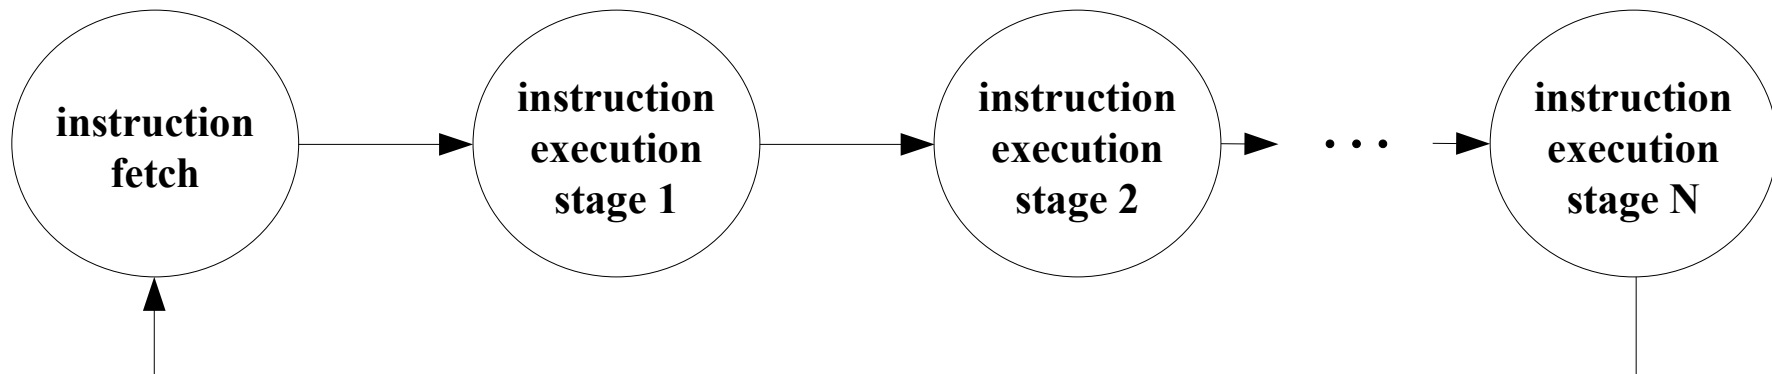 instruction
fetch
instruction
execution
stage 1
instruction
execution
stage 2
...
instruction
execution
stage N